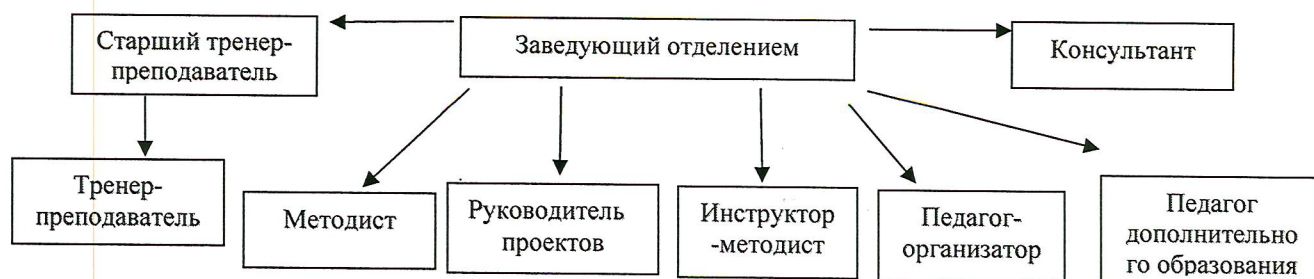 Старший тренер-
преподаватель
Заведующий отделением
Консультант
Тренер-
преподаватель
Методист
Руководитель
проектов
Инструктор
-методист
Педагог-
организатор
Педагог
дополнительно
го образования